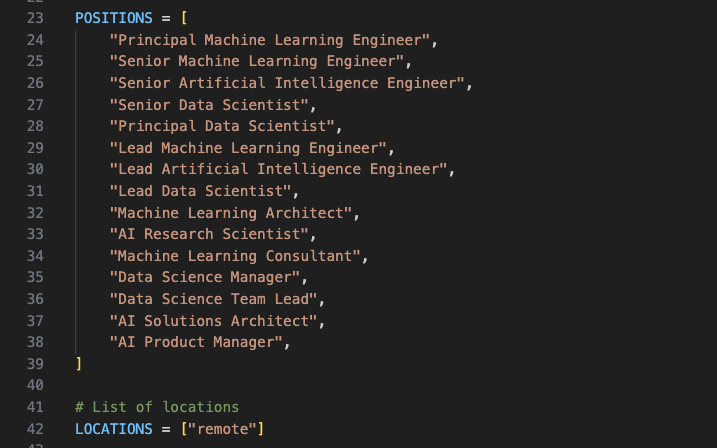 23 POSITIONS = [
24 "Principal Machine Learning Engineer",
25 "Senior Machine Learning Engineer",
26 "Senior Artificial Intelligence Engineer",
27 "Senior Data Scientist",
28 "Principal Data Scientist",
29 "Lead Machine Learning Engineer",
30 "Lead Artificial Intelligence Engineer",
31 "Lead Data Scientist",
32 "Machine Learning Architect",
33 "AI Research Scientist",
34 "Machine Learning Consultant",
35 "Data Science Manager",
36 "Data Science Team Lead",
37 "AI Solutions Architect",
38 "AI Product Manager",
39 ]
40
41 # List of locations
42 LOCATIONS = ["remote"]